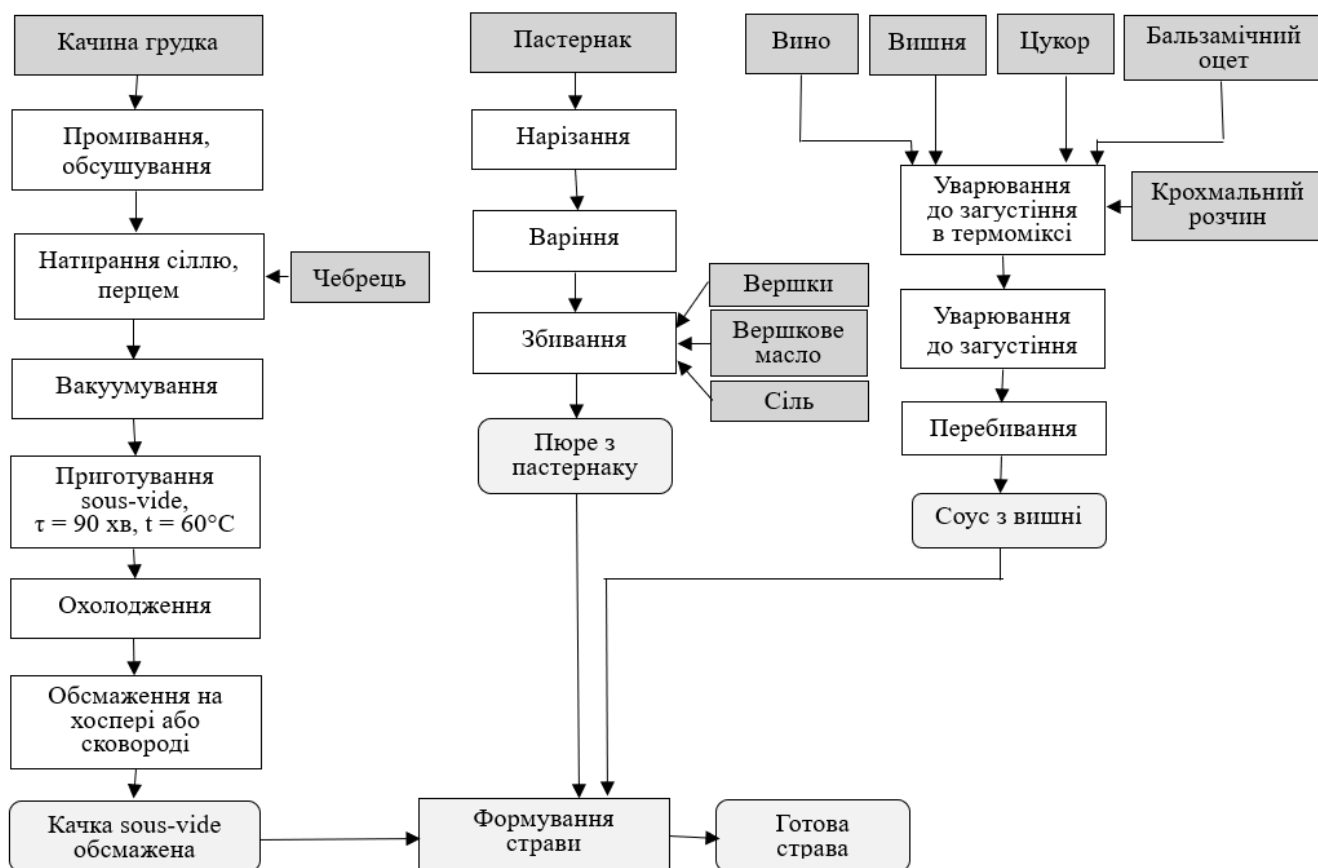 Качина грудка
Промивання,
обсушування
Натирання сіллю,
перцем
Чебрець
Вакуумування
Приготування
sous-vide,
τ = 90 хв, t = 60°C
Охолодження
Обсмаження на
хоспері або
сковороді
Качка sous-vide
обсмажена
Пастернак
Нарізання
Варіння
Збивання
Вершки
Вершкове
масло
Сіль
Пюре з
пастернаку
Вино
Вишня
Цукор
Бальзамічний
оцет
Уварювання
до загустіння
в термоміксі
Крохмальний
розчин
Уварювання
до загустіння
Перебивання
Соус з вишні
Формування
страви
Готова
страва